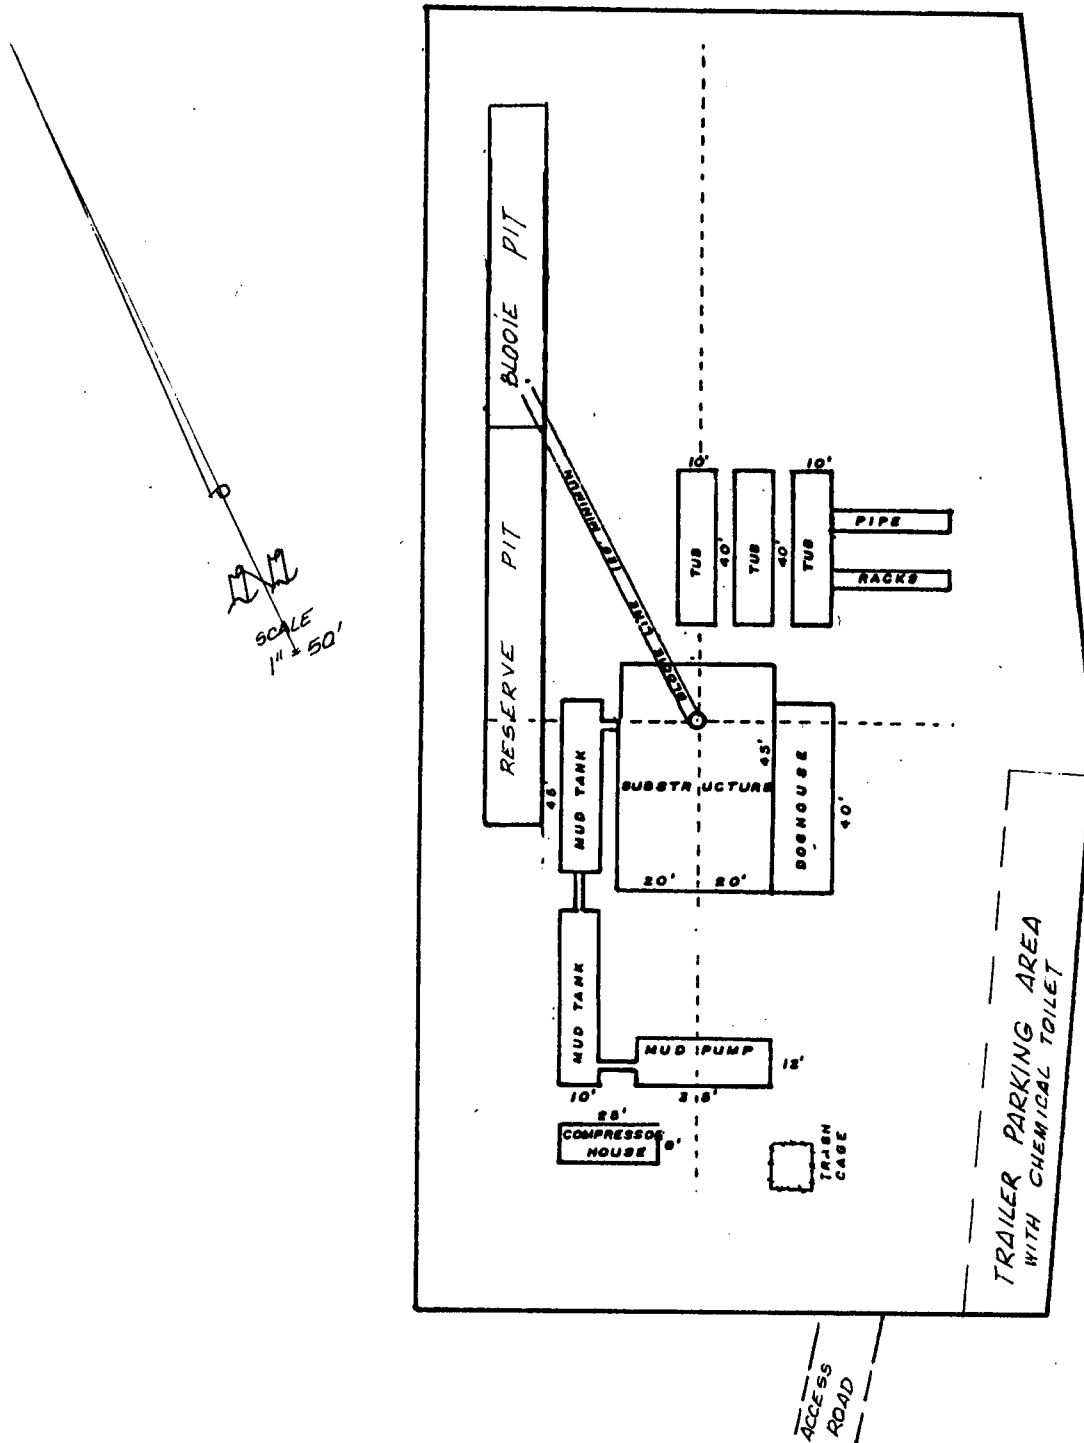 BLOOIE PIT
RESERVE PIT
SCALE
1" = 50'
BLOOIE LINE 125' MINIMUM
10'
10'
TUB
40'
TUB
40'
TUB
PIPE
RACKS
MUD TANK
45'
SUBSTRUCTURE
45'
20'
20'
DOGHOUSE
40'
MUD TANK
10'
MUD PUMP
12'
COMPRESSOR
HOUSE
8'
TRASH
CAGE
TRAILER PARKING AREA
WITH CHEMICAL TOILET
ACCESS
ROAD